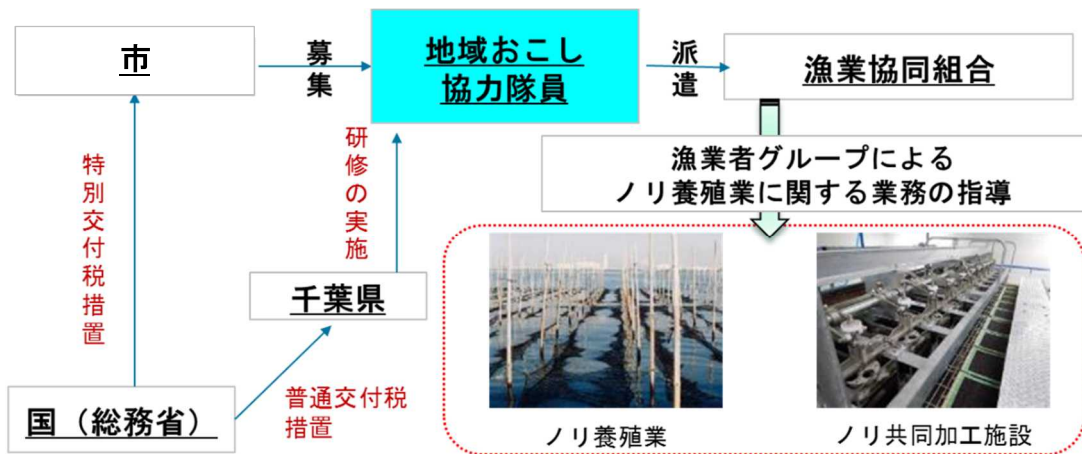 市
募集
地域おこし
協力隊員
派遣
漁業協同組合
特別交付税措置
研修の実施
漁業者グループによる
ノリ養殖業に関する業務の指導
千葉県
国（総務省）
普通交付税
措置
ノリ養殖業
ノリ共同加工施設